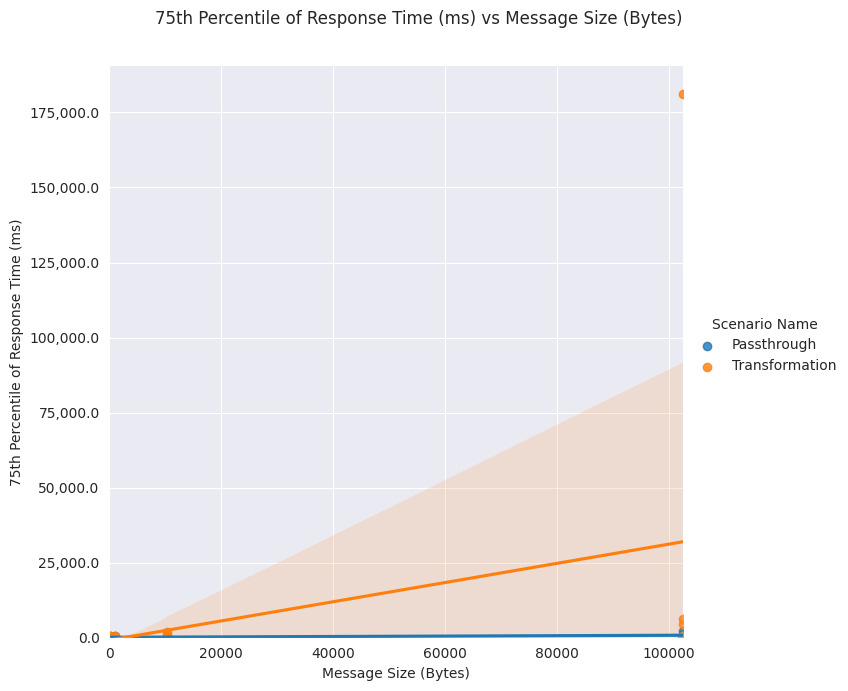 75th Percentile of Response Time (ms) vs Message Size (Bytes)
175,000.0
150,000.0
125,000.0
100,000.0
75,000.0
50,000.0
25,000.0
0.0
75th Percentile of Response Time (ms)
0
20000
40000
60000
80000
100000
Message Size (Bytes)
Scenario Name
Passthrough
Transformation